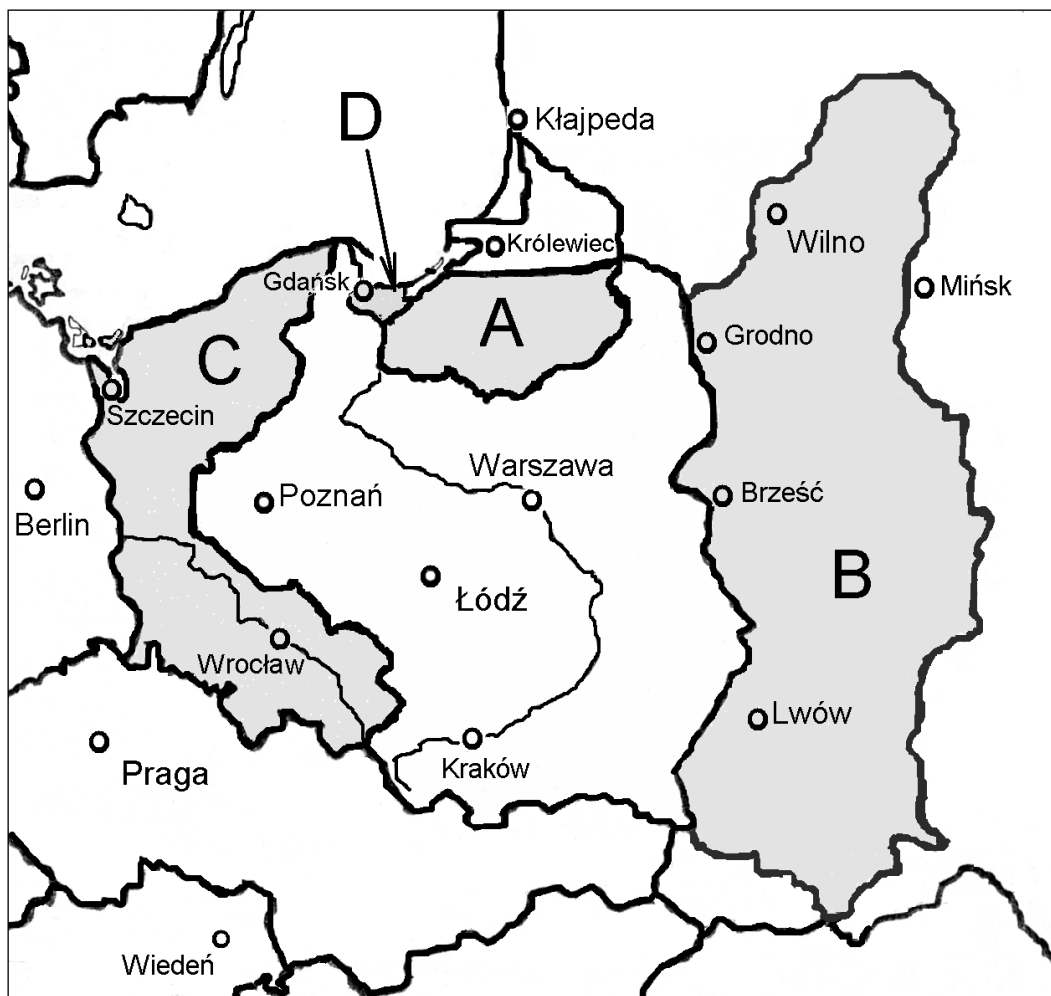 D
Kłajpeda
Wilno
Królewiec
Gdańsk
Mińsk
A
Grodno
C
Szczecin
Warszawa
Poznań
Brześć
Berlin
B
Łódź
Wrocław
Lwów
Kraków
Praga
Wiedeń